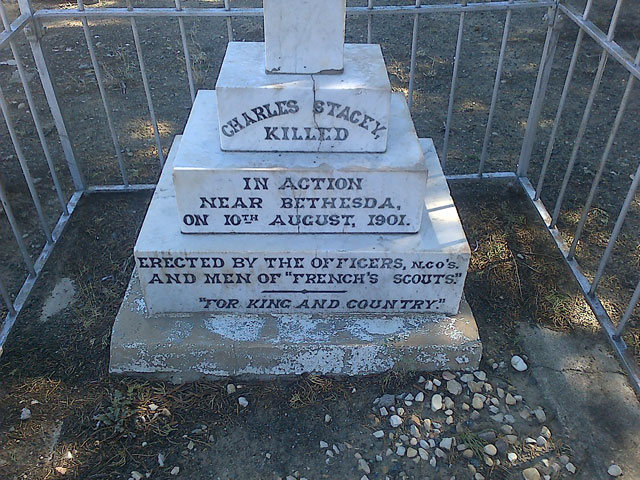 CHARLES STACEY,
KILLED
IN ACTION
NEAR BETHESDA,
ON 10TH AUGUST, 1901.
ERECTED BY THE OFFICERS, N.CO'S.
AND MEN OF "FRENCH'S SCOUTS."
"FOR KING AND COUNTRY."